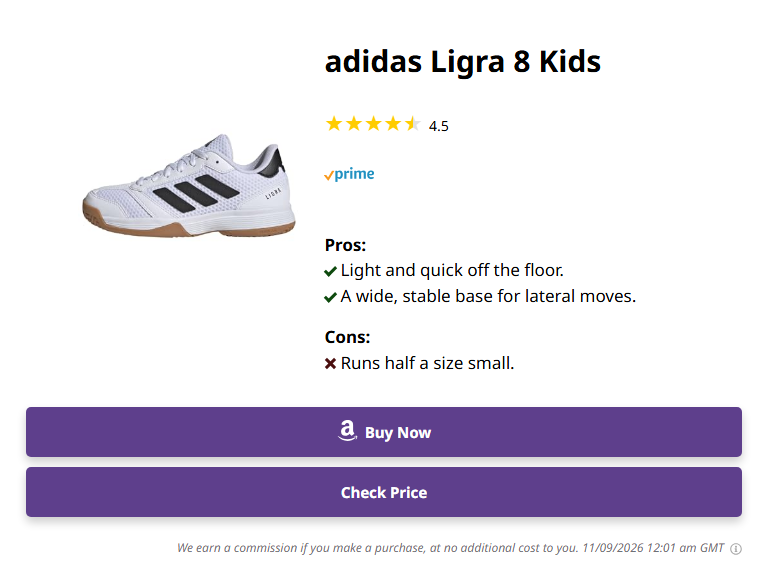 adidas Ligra 8 Kids
4.5
prime
LIGRA
Pros:
Light and quick off the floor.
A wide, stable base for lateral moves.
Cons:
Runs half a size small.
Buy Now
Check Price
We earn a commission if you make a purchase, at no additional cost to you. 11/09/2026 12:01 am GMT